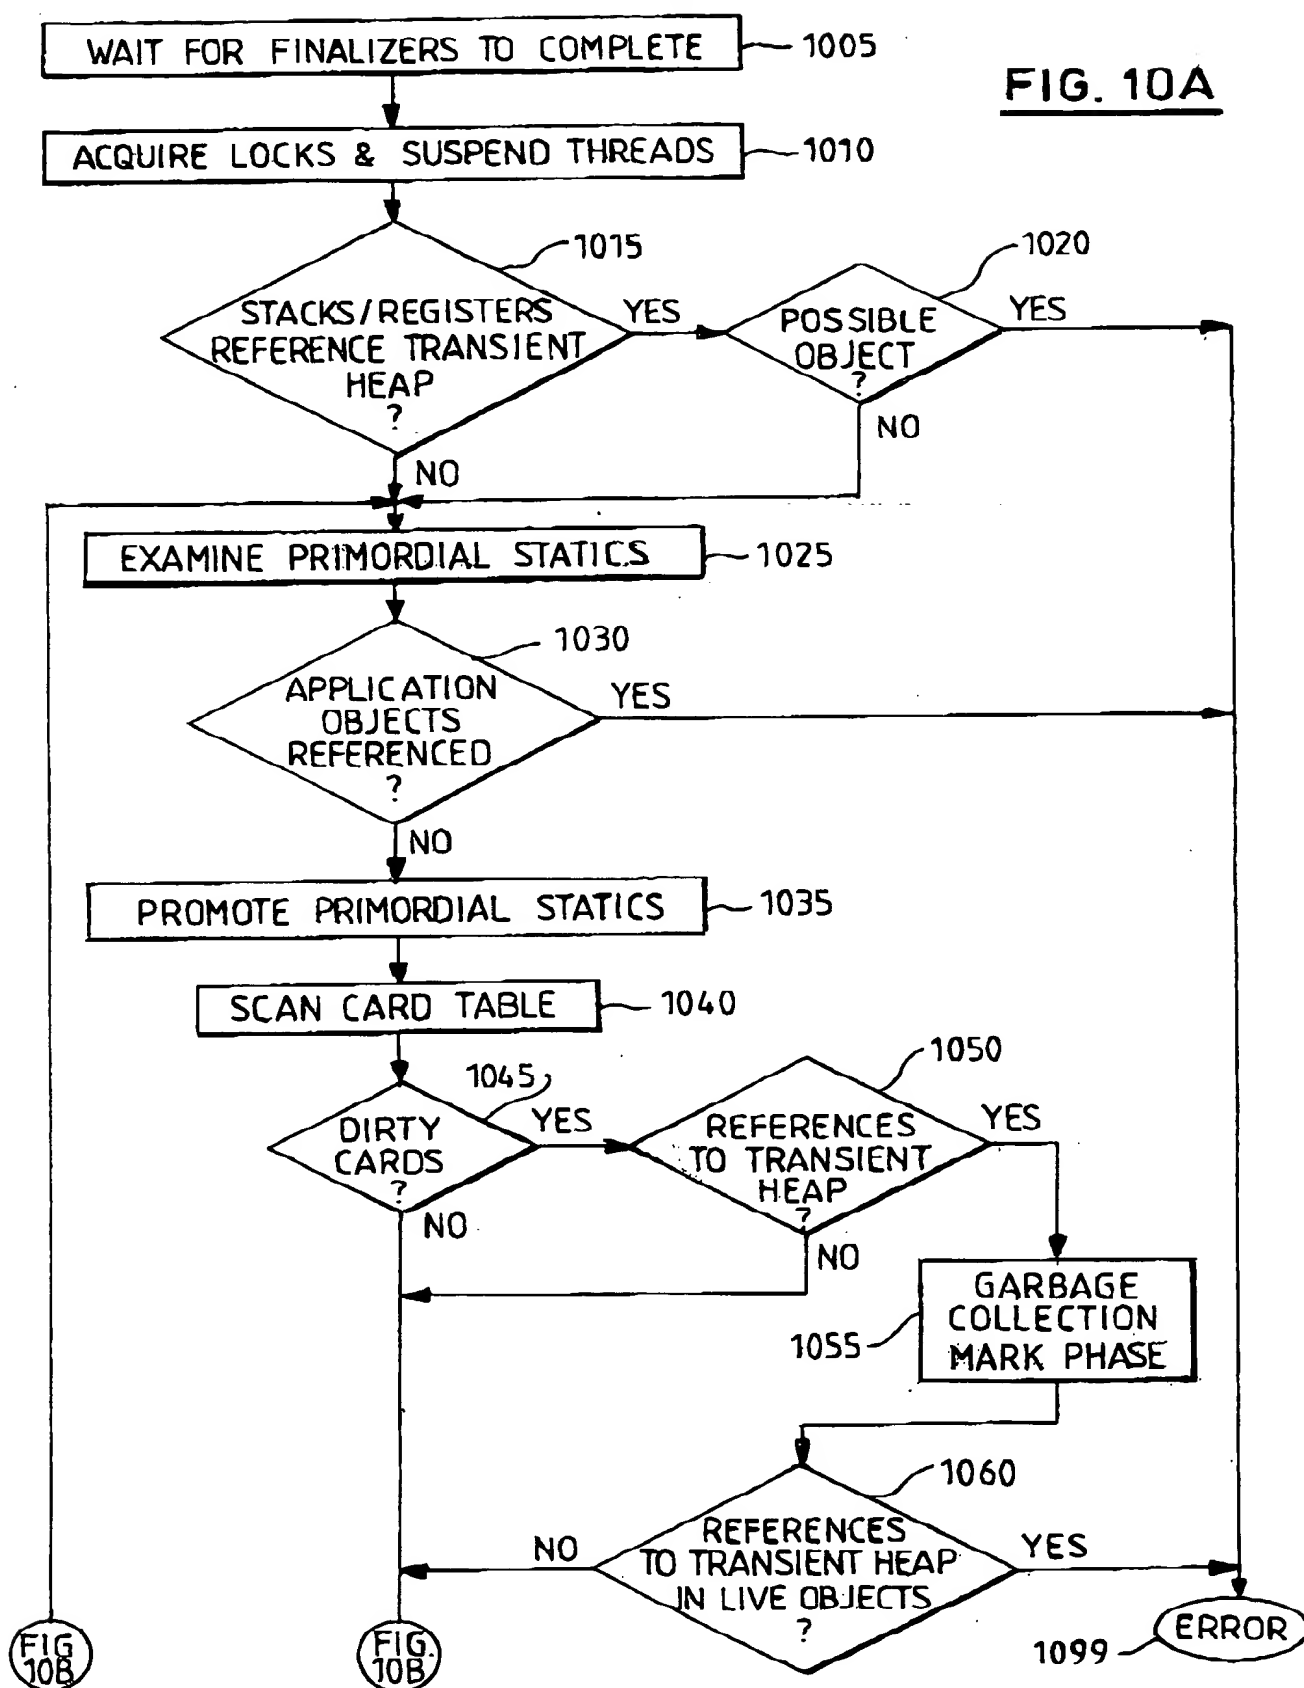 WAIT FOR FINALIZERS TO COMPLETE
1005
FIG. 10A
ACQUIRE LOCKS & SUSPEND THREADS
1010
1015
STACKS/REGISTERS
REFERENCE TRANSIENT
HEAP
?
YES
NO
1020
POSSIBLE
OBJECT
?
YES
NO
EXAMINE PRIMORDIAL STATICS
1025
1030
APPLICATION
OBJECTS
REFERENCED
?
YES
NO
PROMOTE PRIMORDIAL STATICS
1035
SCAN CARD TABLE
1040
1045
DIRTY
CARDS
?
YES
NO
1050
REFERENCES
TO TRANSIENT
HEAP
?
YES
NO
GARBAGE
COLLECTION
MARK PHASE
1055
1060
REFERENCES
TO TRANSIENT HEAP
IN LIVE OBJECTS
?
NO
YES
FIG
10B
FIG.
10B
1099
ERROR